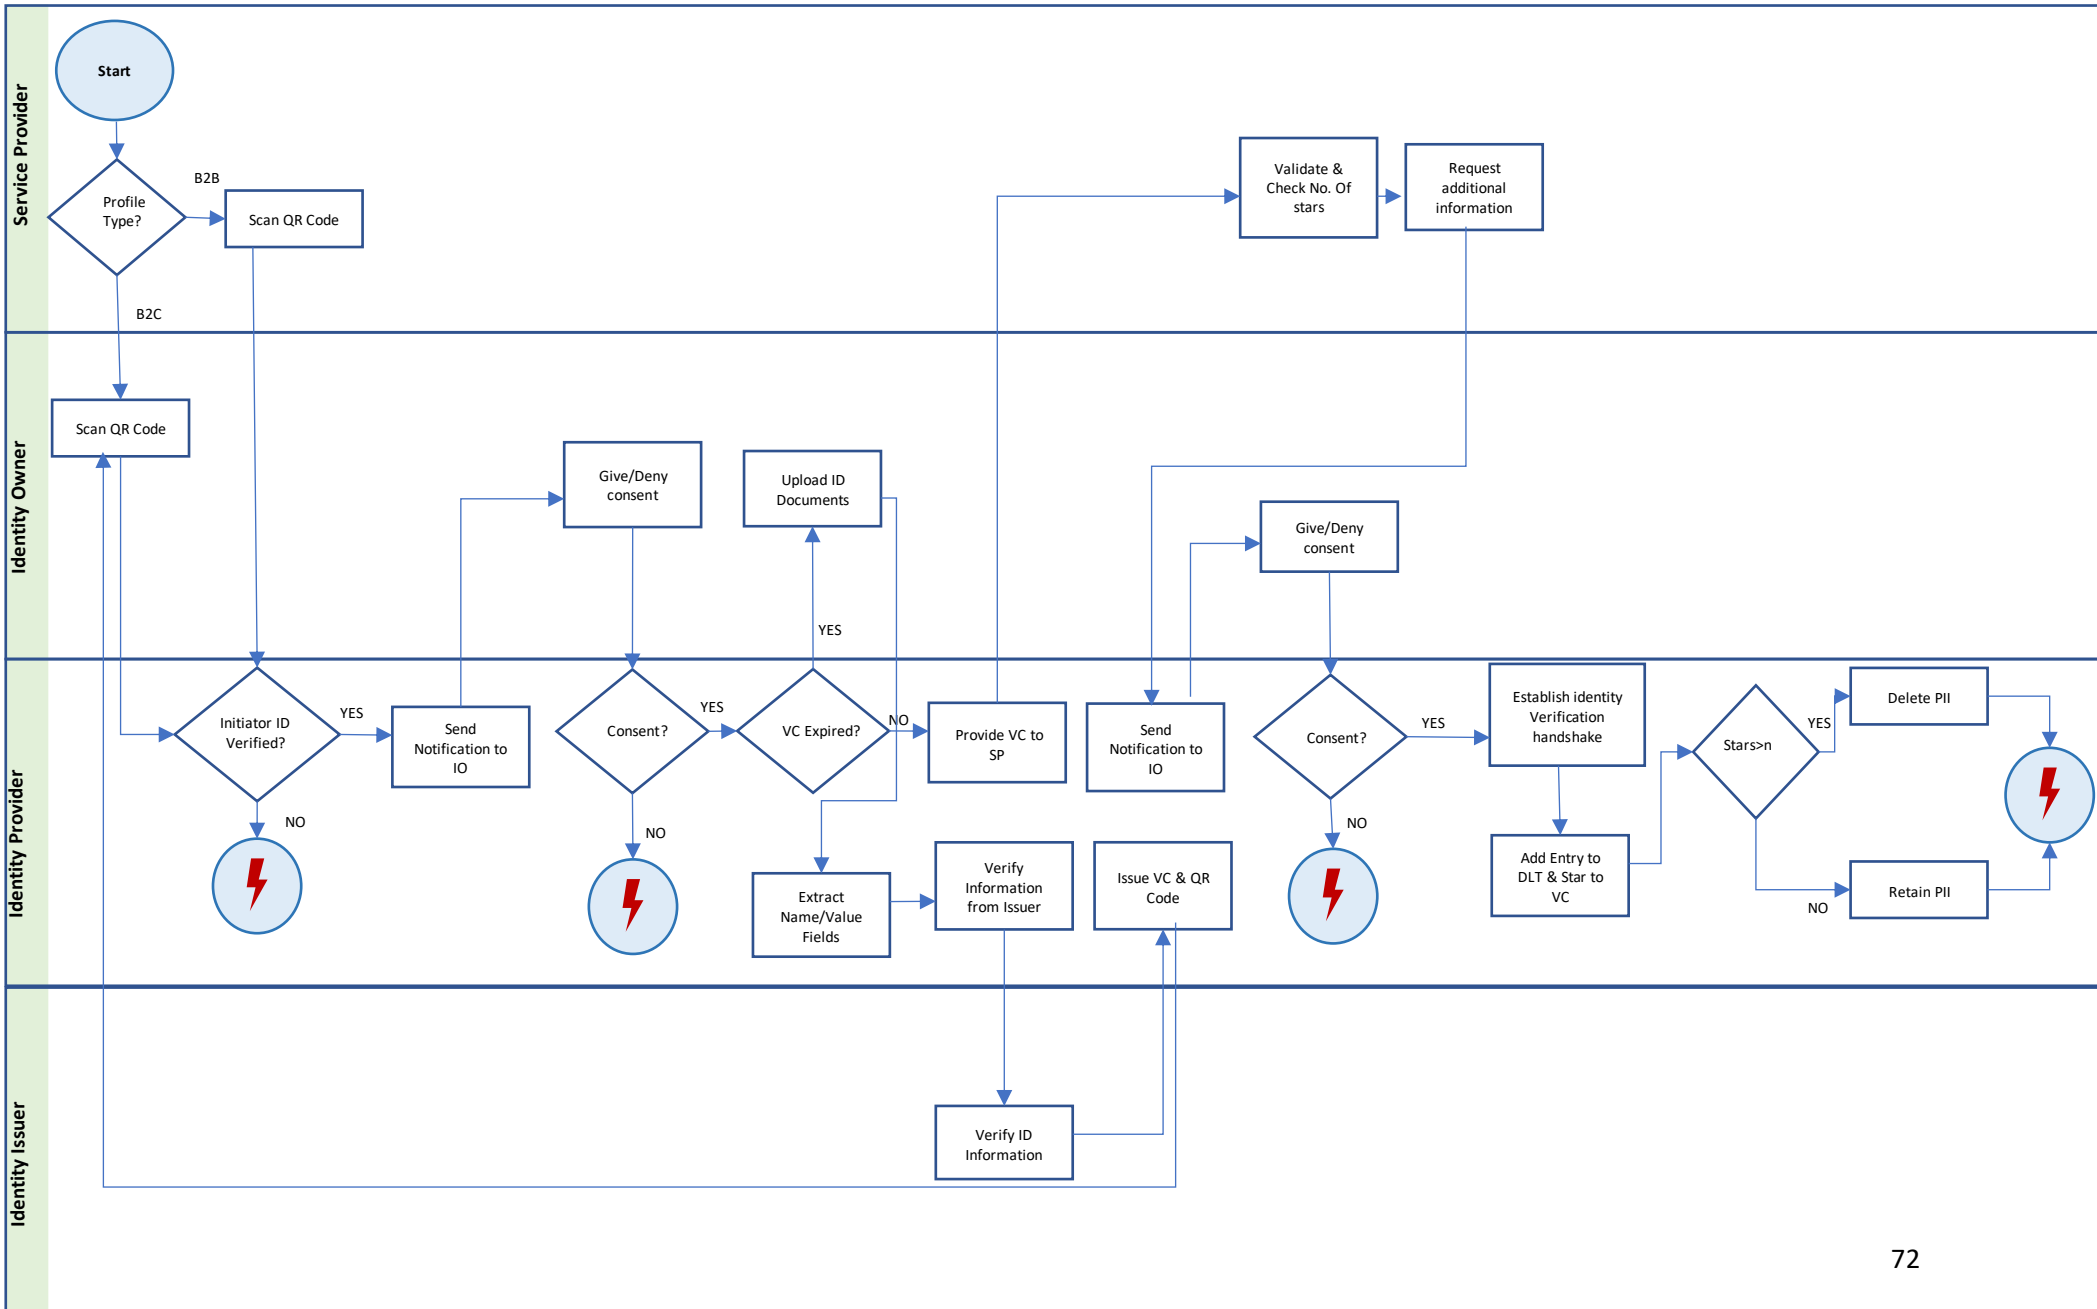 Service Provider
Start
Profile
Type?
B2B
Scan QR Code
B2C
Validate &
Check No. Of
stars
Request
additional
information
Identity Owner
Scan QR Code
Give/Deny
consent
Upload ID
Documents
YES
Give/Deny
consent
Identity Provider
Initiator ID
Verified?
YES
NO
Send
Notification to
IO
Consent?
YES
NO
VC Expired?
NO
Provide VC to
SP
Extract
Name/Value
Fields
Verify
Information
from Issuer
Issue VC & QR
Code
Send
Notification to
IO
Consent?
YES
NO
Establish identity
Verification
handshake
Add Entry to
DLT & Star to
VC
Stars>n
YES
NO
Delete PII
Retain PII
Identity Issuer
Verify ID
Information
72